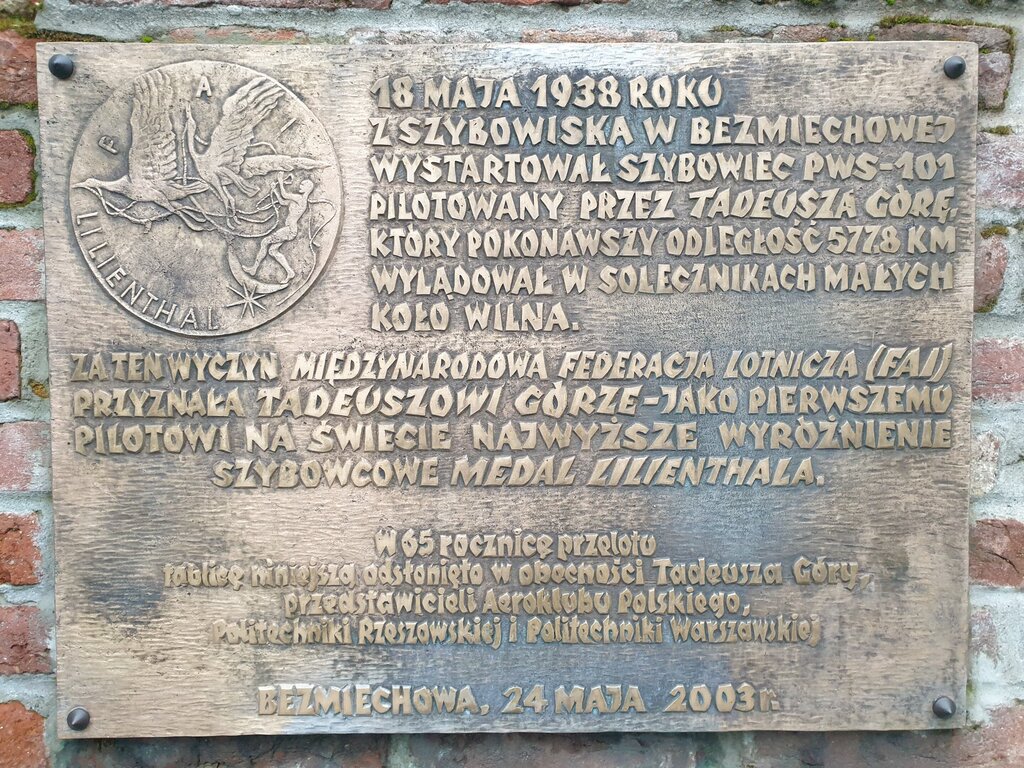 F A I
LILIENTHAL
18 MAJA 1938 ROKU
Z SZYBOWISKA W BEZMIECHOWEJ
WYSTARTOWAŁ SZYBOWIEC PWS-101
PILOTOWANY PRZEZ TADEUSZA GÓRĘ,
KTÓRY POKONAWSZY ODLEGŁOŚĆ 577,8 KM
WYLĄDOWAŁ W SOLECZNIKACH MAŁYCH
KOŁO WILNA.
ZA TEN WYCZYN MIĘDZYNARODOWA FEDERACJA LOTNICZA (FAI)
PRZYZNAŁA TADEUSZOWI GÓRZE-JAKO PIERWSZEMU
PILOTOWI NA ŚWIECIE NAJWYŻSZE WYRÓŻNIENIE
SZYBOWCOWE MEDAL LILIENTHALA.
W 65 rocznicę przelotu
tablicę niniejszą odsłonięto w obecności Tadeusza Góry,
przedstawicieli Aeroklubu Polskiego,
Politechniki Rzeszowskiej i Politechniki Warszawskiej
BEZMIECHOWA, 24 MAJA 2003 r.